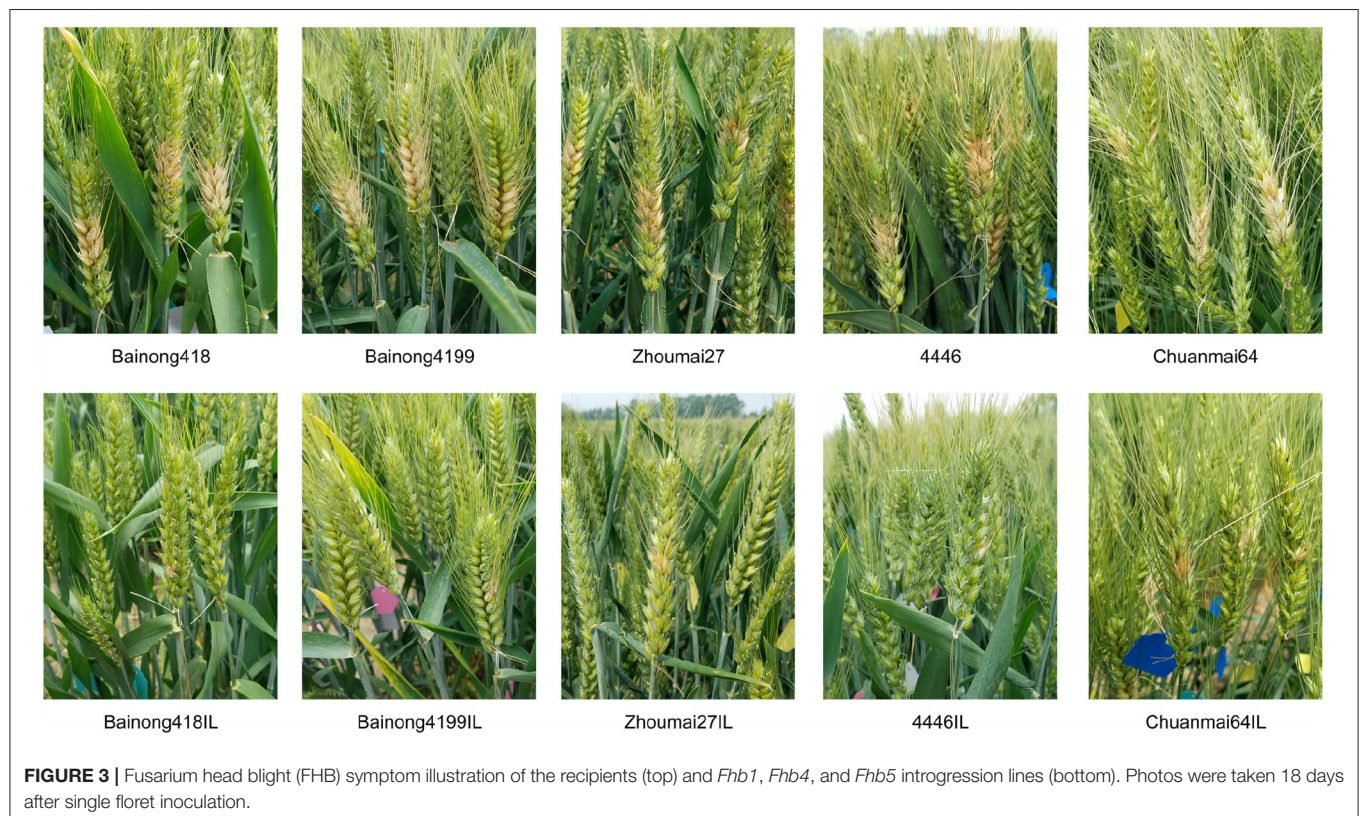 Bainong418
Bainong4199
Zhoumai27
4446
Chuanmai64
Bainong418IL
Bainong4199IL
Zhoumai27IL
4446IL
Chuanmai64IL
FIGURE 3 | Fusarium head blight (FHB) symptom illustration of the recipients (top) and Fhb1, Fhb4, and Fhb5 introgression lines (bottom). Photos were taken 18 days
after single floret inoculation.